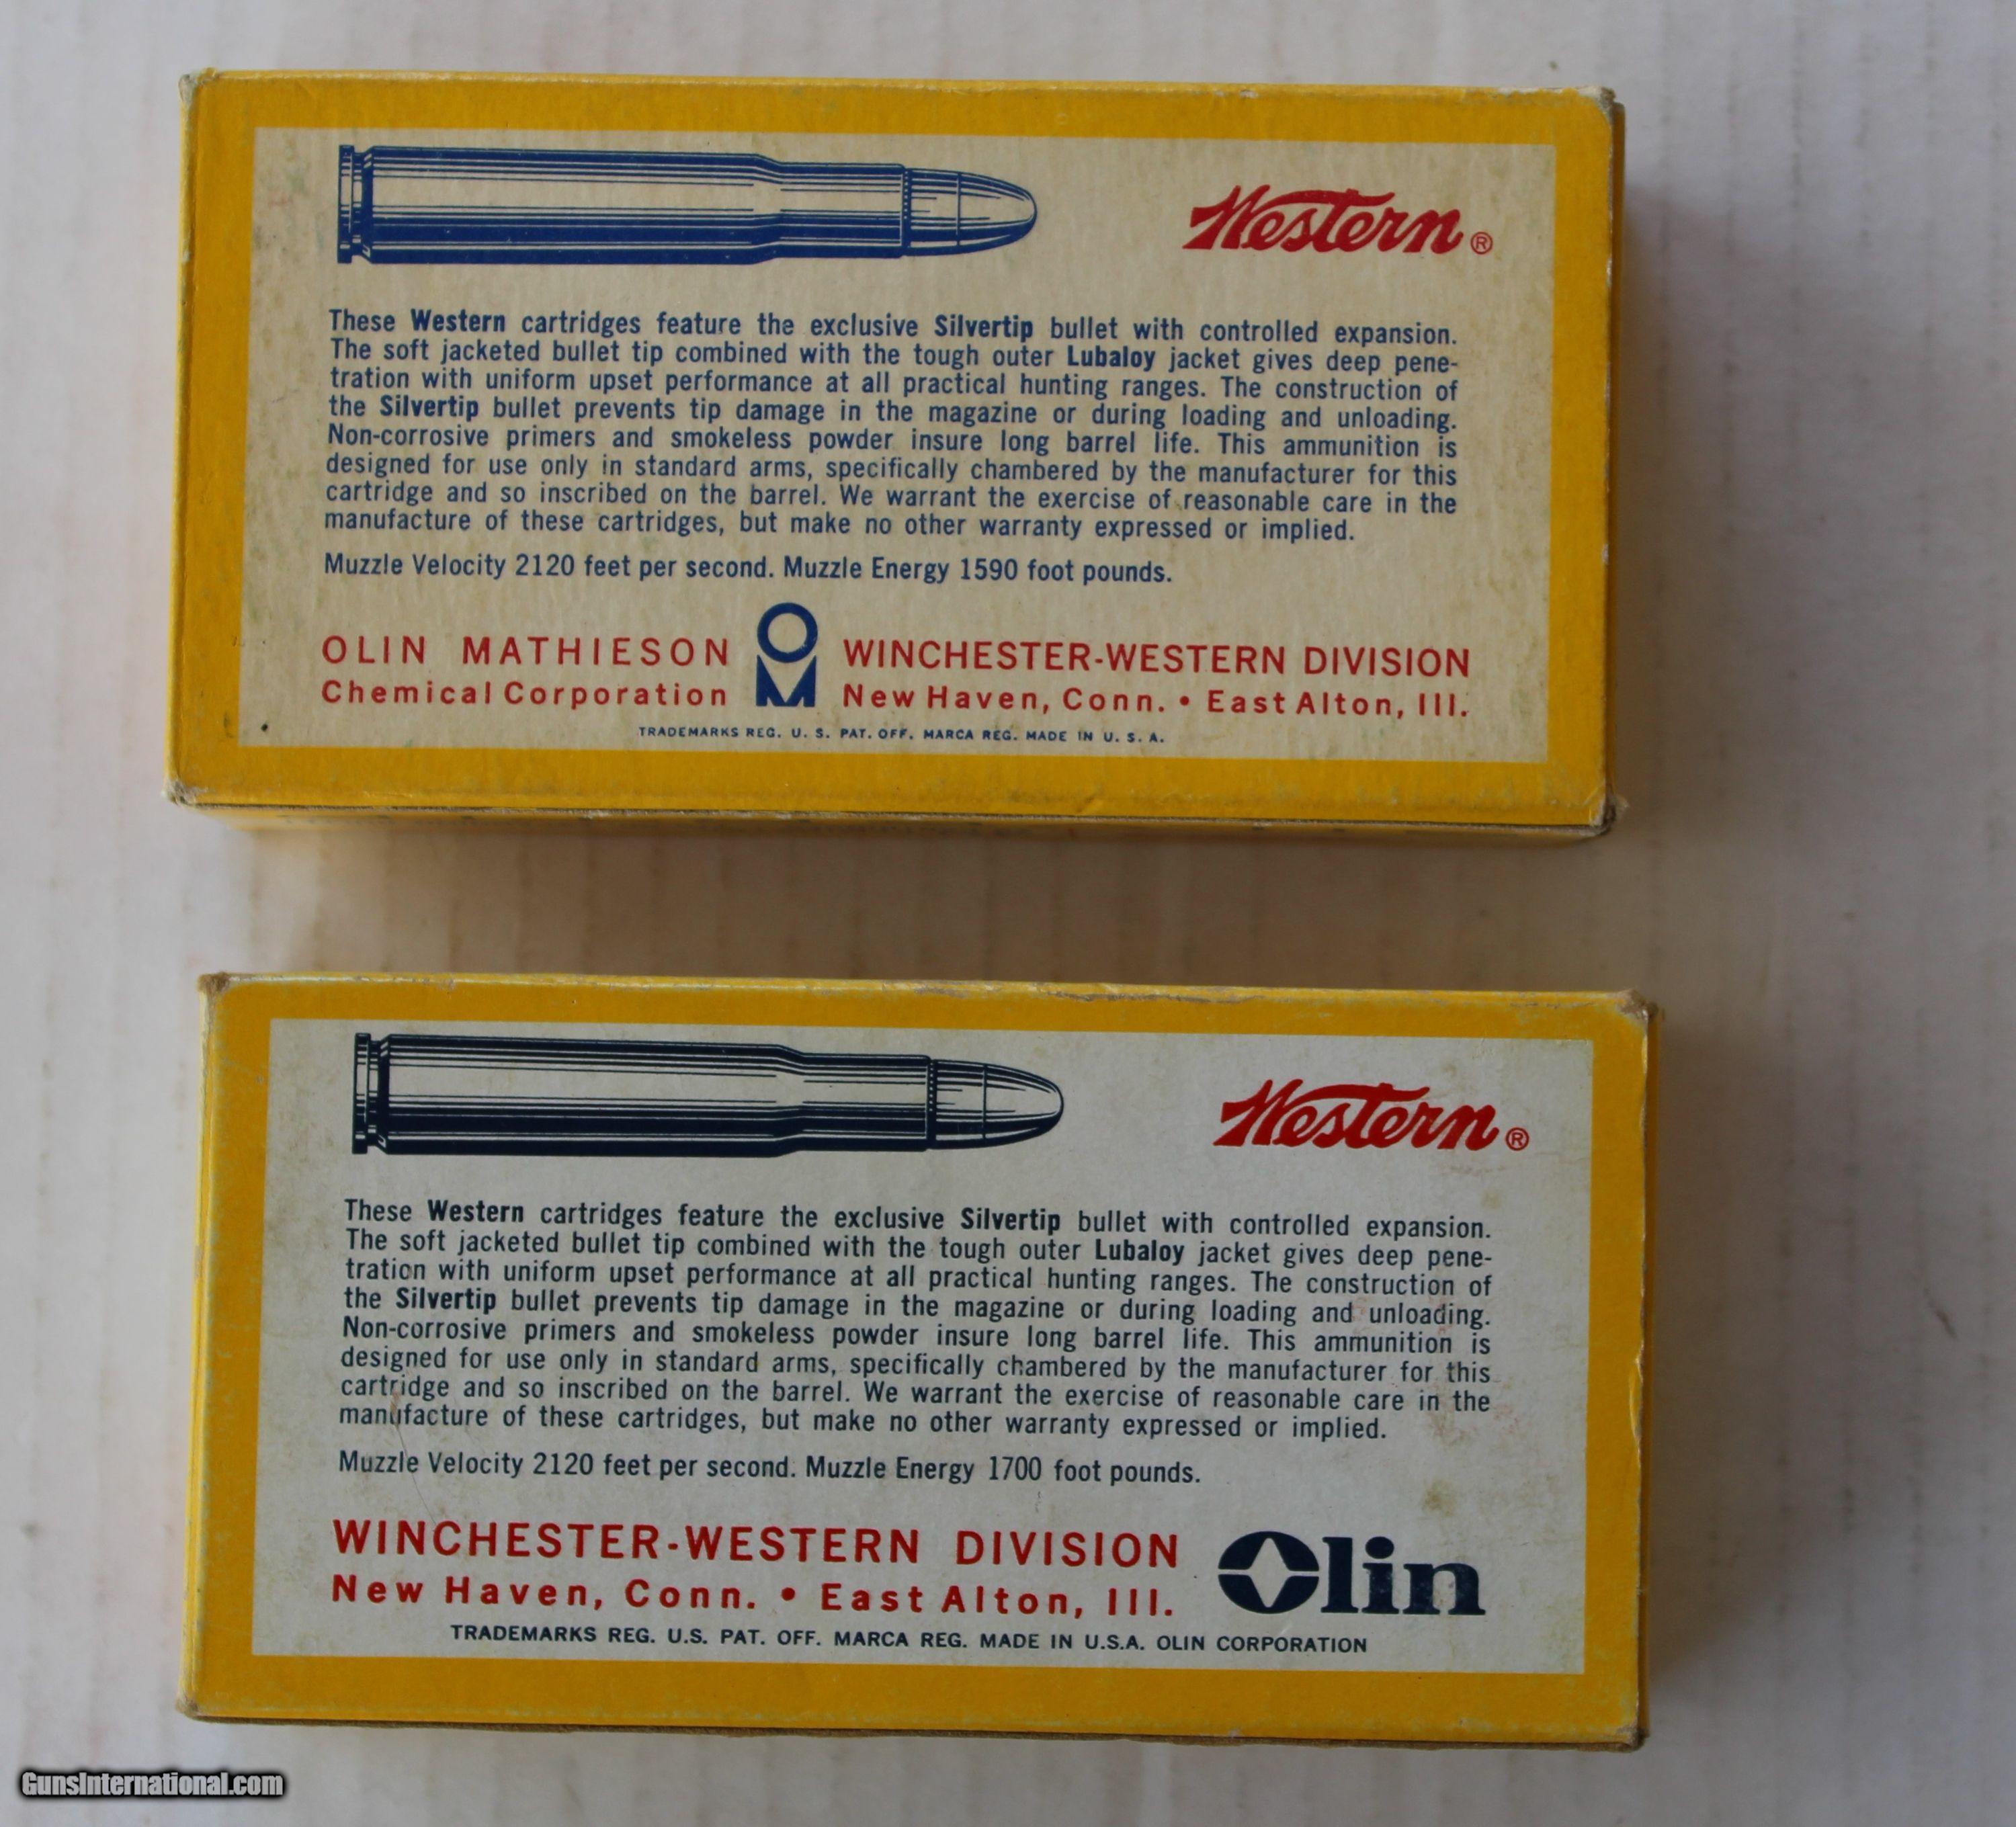 Western®
These Western cartridges feature the exclusive Silvertip bullet with controlled expansion.
The soft jacketed bullet tip combined with the tough outer Lubaloy jacket gives deep pene-
tration with uniform upset performance at all practical hunting ranges. The construction of
the Silvertip bullet prevents tip damage in the magazine or during loading and unloading.
Non-corrosive primers and smokeless powder insure long barrel life. This ammunition is
designed for use only in standard arms, specifically chambered by the manufacturer for this
cartridge and so inscribed on the barrel. We warrant the exercise of reasonable care in the
manufacture of these cartridges, but make no other warranty expressed or implied.
Muzzle Velocity 2120 feet per second. Muzzle Energy 1590 foot pounds.
OLIN MATHIESON OM WINCHESTER-WESTERN DIVISION
Chemical Corporation New Haven, Conn. • East Alton, Ill.
TRADEMARKS REG. U. S. PAT. OFF. MARCA REG. MADE IN U. S. A.
Western®
These Western cartridges feature the exclusive Silvertip bullet with controlled expansion.
The soft jacketed bullet tip combined with the tough outer Lubaloy jacket gives deep pene-
tration with uniform upset performance at all practical hunting ranges. The construction of
the Silvertip bullet prevents tip damage in the magazine or during loading and unloading.
Non-corrosive primers and smokeless powder insure long barrel life. This ammunition is
designed for use only in standard arms, specifically chambered by the manufacturer for this
cartridge and so inscribed on the barrel. We warrant the exercise of reasonable care in the
manufacture of these cartridges, but make no other warranty expressed or implied.
Muzzle Velocity 2120 feet per second. Muzzle Energy 1700 foot pounds.
WINCHESTER-WESTERN DIVISION Olin
New Haven, Conn. • East Alton, Ill.
TRADEMARKS REG. U.S. PAT. OFF. MARCA REG. MADE IN U.S.A. OLIN CORPORATION
GunsInternational.com